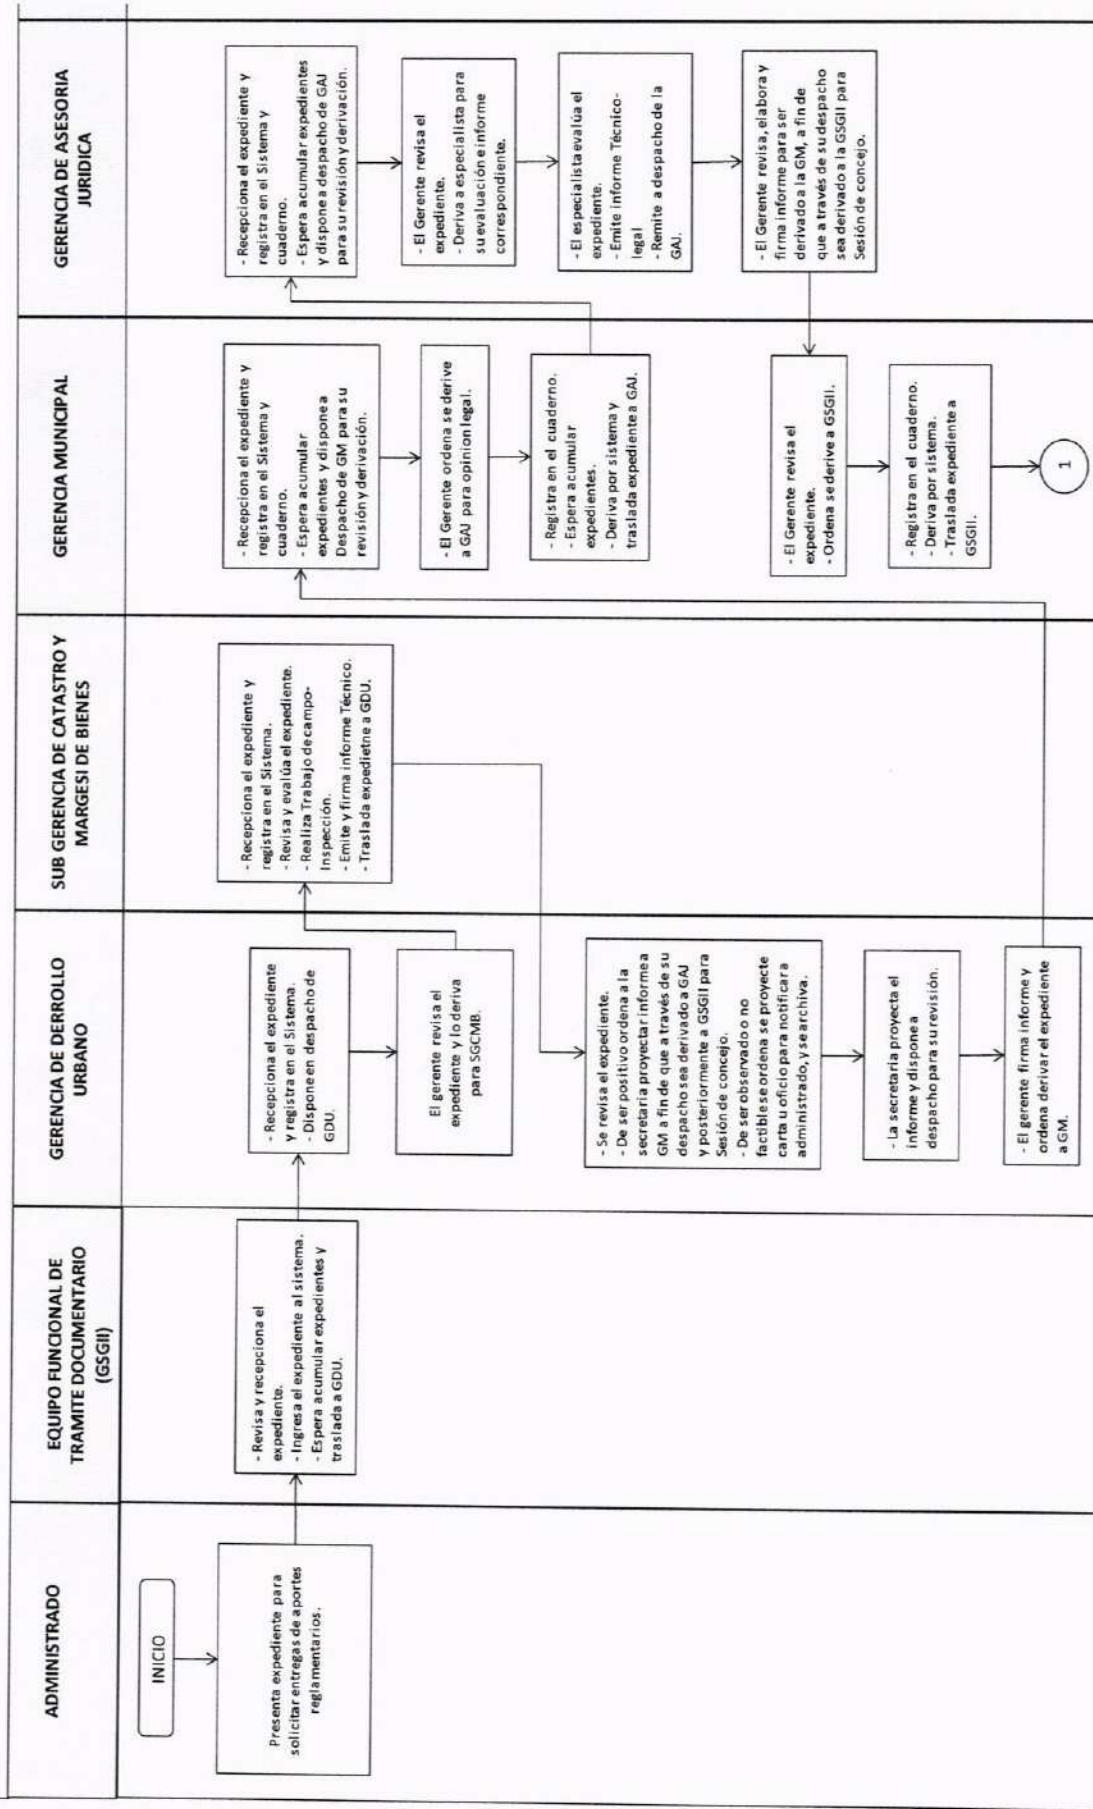 ADMINISTRADO
EQUIPO FUNCIONAL DE
TRAMITE DOCUMENTARIO
(GSGII)
GERENCIA DE DERROLLO
URBANO
SUB GERENCIA DE CATASTRO Y
MARGESI DE BIENES
GERENCIA MUNICIPAL
GERENCIA DE ASESORIA
JURIDICA
INICIO
Presenta expediente para
solicitar entregas de aportes
reglamentarios.
- Revisa y recepciona el
expediente.
- Ingresa el expediente al sistema.
- Espera acumular expedientes y
traslada a GDU.
- Recepciona el expediente
y registra en el Sistema.
- Disponeen despacho de
GDU.
El gerente revisa el
expediente y lo deriva
para SGCMB.
- Recepciona el expediente y
registra en el Sistema.
- Revisa y evalúa el expediente.
- Realiza Trabajo de campo-
Inspección.
- Emite y firma informe Técnico.
- Traslada expedietne a GDU.
- Se revisa el expediente.
- De ser positivo ordena a la
secretaria proyectar informe a
GM a fin de que a través de su
despacho sea derivado a GAJ
y posteriormente a GSGII para
Sesión de concejo.
- De ser observado o no
factible se ordena se proyecte
carta u oficio para notificar a
administrado, y se archiva.
- La secretaria proyecta el
informe y dispone a
despacho para su revisión.
- El gerente firma informe y
ordena derivar el expediente
a GM.
- Recepciona el expediente y
registra en el Sistema y
cuaderno.
- Espera acumular
expedientes y dispone a
Despacho de GM para su
revisión y derivación.
- El Gerente ordena se derive
a GAJ para opinion legal.
- Registra en el cuaderno.
- Espera acumular
expedientes.
- Deriva por sistema y
traslada expediente a GAJ.
- Recepciona el expediente y
registra en el Sistema y
cuaderno.
- Espera acumular expedientes
y dispone a despacho de GAJ
para su revisión y derivación.
- El Gerente revisa el
expediente.
- Deriva a especialista para
su evaluación e informe
correspondiente.
- El especialista evalúa el
expediente.
- Emite informe Técnico-
legal
- Remite a despacho de la
GAJ.
- El Gerente revisa, elabora y
firma informe para ser
derivado a la GM, a fin de
que a través de su despacho
sea derivado a la GSGII para
Sesión de concejo.
- El Gerente revisa el
expediente.
- Ordena se derive a GSGII.
- Registra en el cuaderno.
- Deriva por sistema.
- Traslada expediente a
GSGII.
1